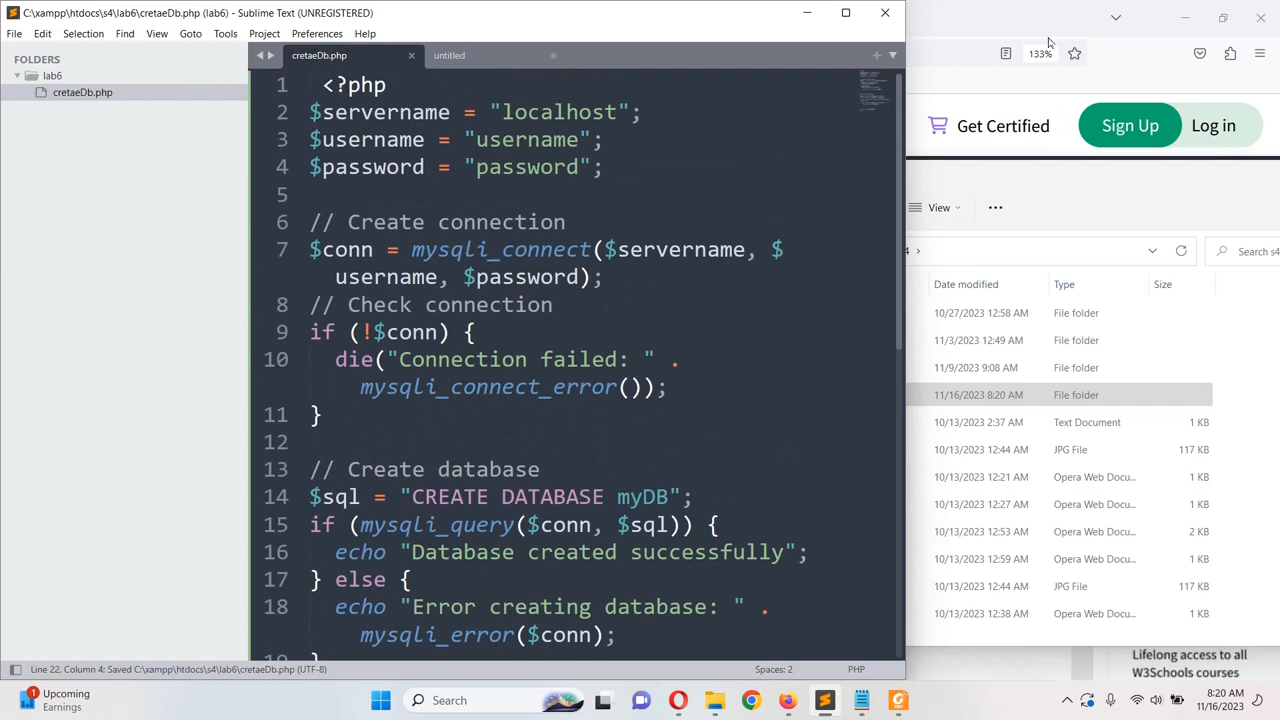 C:\xampp\htdocs\s4\lab6\cretaeDb.php (lab6) - Sublime Text (UNREGISTERED)
File Edit Selection Find View Goto Tools Project Preferences Help
FOLDERS
lab6
cretaeDb.php
cretaeDb.php
untitled
1 <?php
2 $servername = "localhost";
3 $username = "username";
4 $password = "password";
5
6 // Create connection
7 $conn = mysqli_connect($servername, $
username, $password);
8 // Check connection
9 if (!$conn) {
10 die("Connection failed: " .
mysqli_connect_error());
11 }
12
13 // Create database
14 $sql = "CREATE DATABASE myDB";
15 if (mysqli_query($conn, $sql)) {
16 echo "Database created successfully";
17 } else {
18 echo "Error creating database: " .
mysqli_error($conn);
Line 22, Column 4: Saved C:\xampp\htdocs\s4\lab6\cretaeDb.php (UTF-8)
Spaces: 2
PHP
133%
Get Certified
Sign Up
Log in
View
Search s4
Date modified Type Size
10/27/2023 12:58 AM File folder
11/3/2023 12:49 AM File folder
11/9/2023 9:08 AM File folder
11/16/2023 8:20 AM File folder
10/13/2023 2:37 AM Text Document 1 KB
10/13/2023 12:44 AM JPG File 117 KB
10/13/2023 12:21 AM Opera Web Docu... 1 KB
10/13/2023 12:27 AM Opera Web Docu... 1 KB
10/13/2023 12:53 AM Opera Web Docu... 2 KB
10/13/2023 12:59 AM Opera Web Docu... 1 KB
10/13/2023 12:44 AM JPG File 117 KB
10/13/2023 12:38 AM Opera Web Docu... 1 KB
Lifelong access to all
W3Schools courses
1
Upcoming
Earnings
Search
8:20 AM
11/16/2023